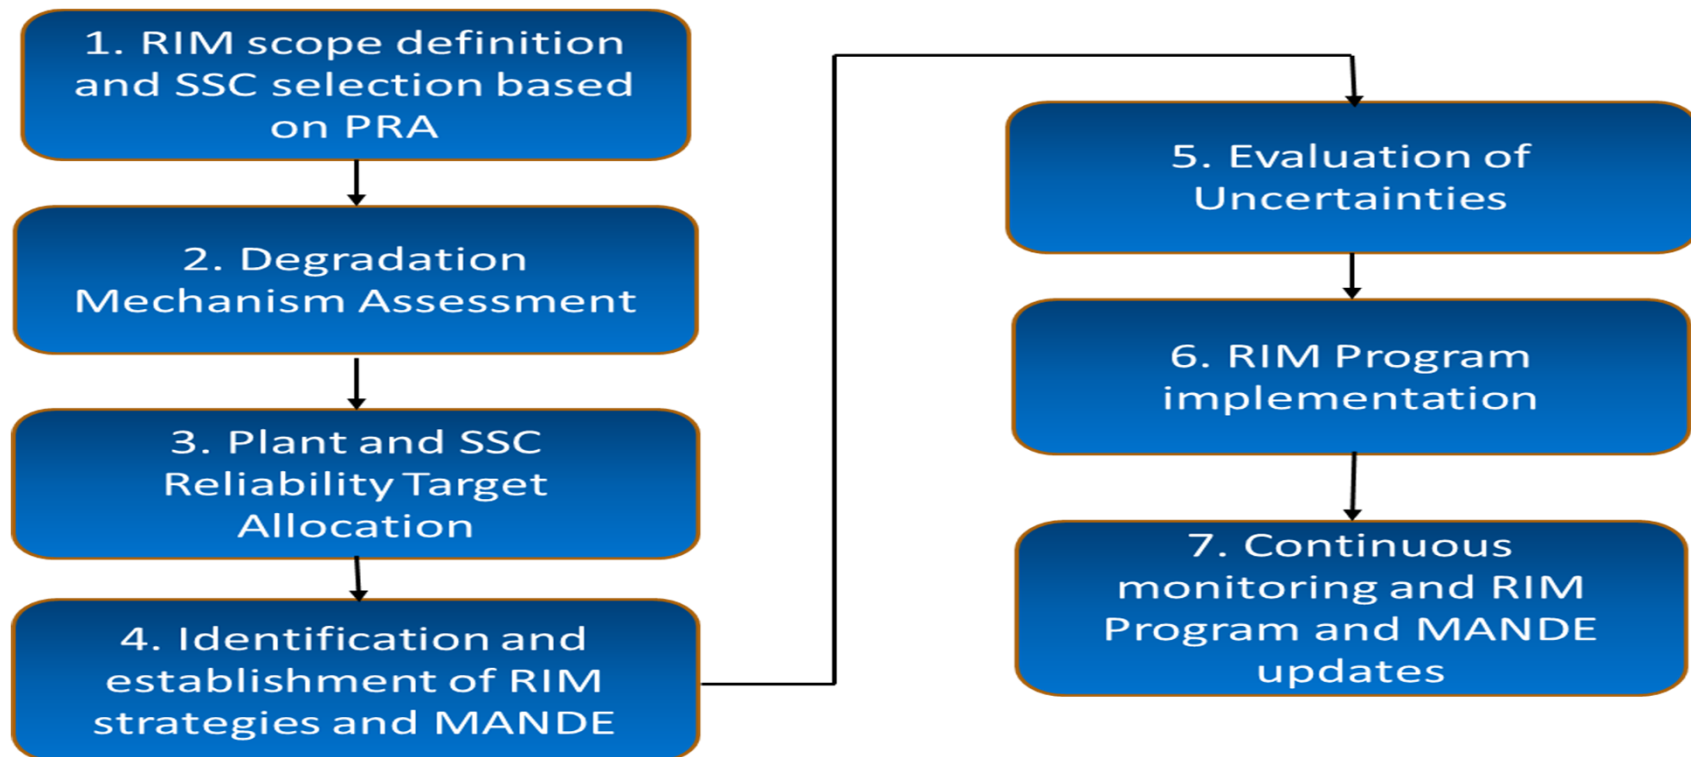 1. RIM scope definition
and SSC selection based
on PRA
2. Degradation
Mechanism Assessment
3. Plant and SSC
Reliability Target
Allocation
4. Identification and
establishment of RIM
strategies and MANDE
5. Evaluation of
Uncertainties
6. RIM Program
implementation
7. Continuous
monitoring and RIM
Program and MANDE
updates